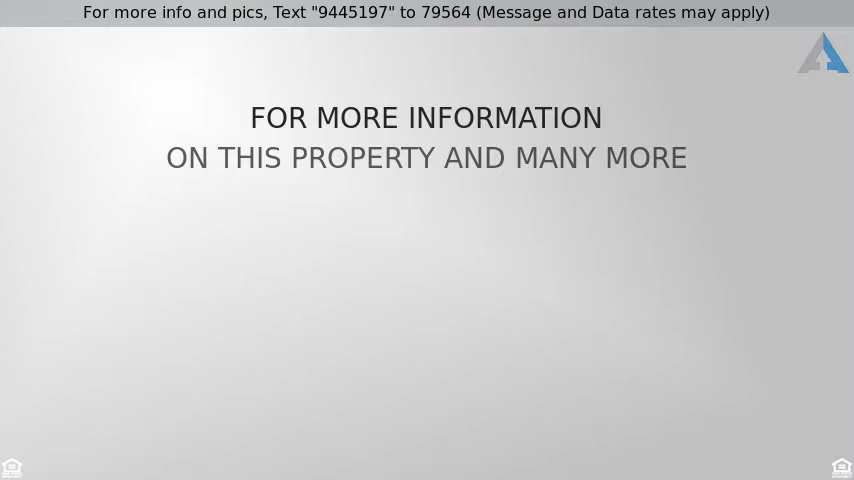 For more info and pics, Text "9445197" to 79564 (Message and Data rates may apply)
FOR MORE INFORMATION
ON THIS PROPERTY AND MANY MORE